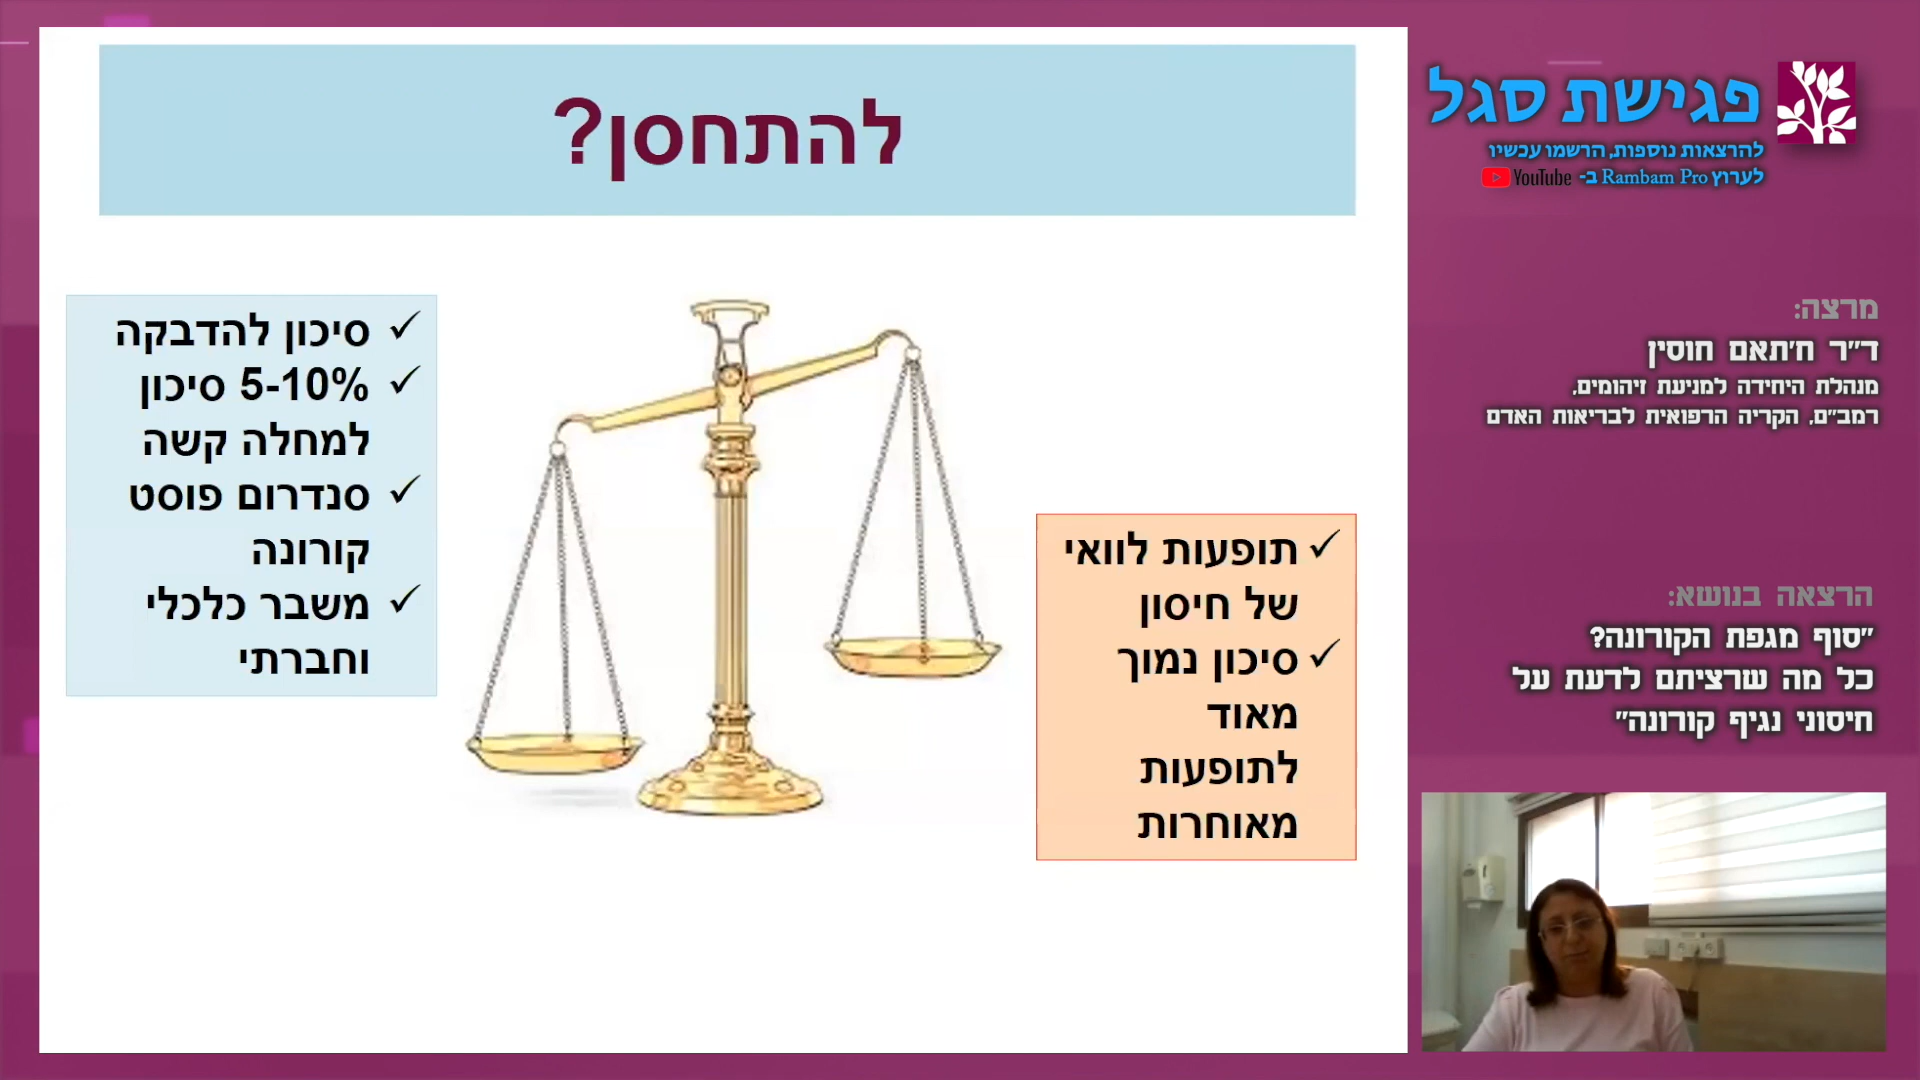 להתחסן?
סיכון להדבקה
5-10% סיכון
למחלה קשה
סנדרום פוסט
קורונה
משבר כלכלי
וחברתי
תופעות לוואי
של חיסון
סיכון נמוך
מאוד
לתופעות
מאוחרות
פגישת סגל
להרצאות נוספות, הרשמו עכשיו
לערוץ Rambam Pro ב- YouTube
מרצה:
ד"ר ח'תאם חוסין
מנהלת היחידה למניעת זיהומים,
רמב"ם, הקריה הרפואית לבריאות האדם
הרצאה בנושא:
"סוף מגפת הקורונה?
כל מה שרציתם לדעת על
חיסוני נגיף קורונה"